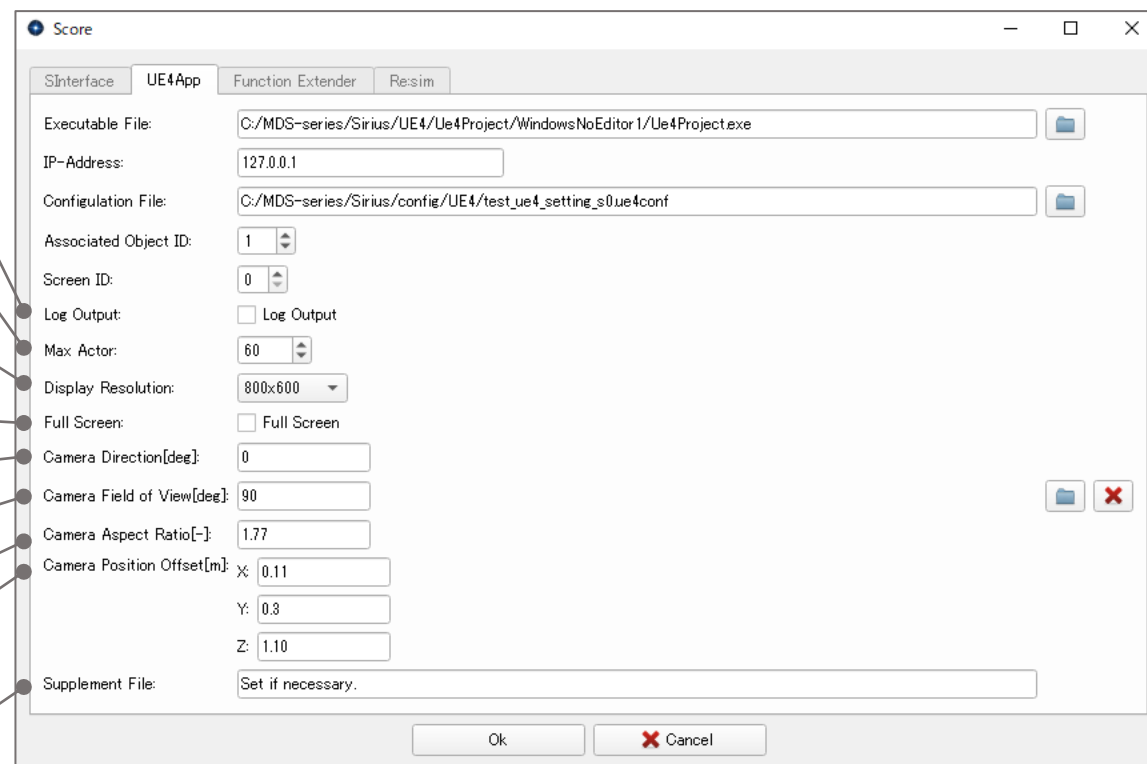 Score
SInterface UE4App Function Extender Re:sim
Executable File: C:/MDS-series/Sirius/UE4/Ue4Project/WindowsNoEditor1/Ue4Project.exe
IP-Address: 127.0.0.1
Configulation File: C:/MDS-series/Sirius/config/UE4/test_ue4_setting_s0.ue4conf
Associated Object ID: 1
Screen ID: 0
Log Output: Log Output
Max Actor: 60
Display Resolution: 800x600
Full Screen: Full Screen
Camera Direction[deg]: 0
Camera Field of View[deg]: 90
Camera Aspect Ratio[-]: 1.77
Camera Position Offset[m]: X: 0.11
Y: 0.3
Z: 1.10
Supplement File: Set if necessary.
Ok Cancel